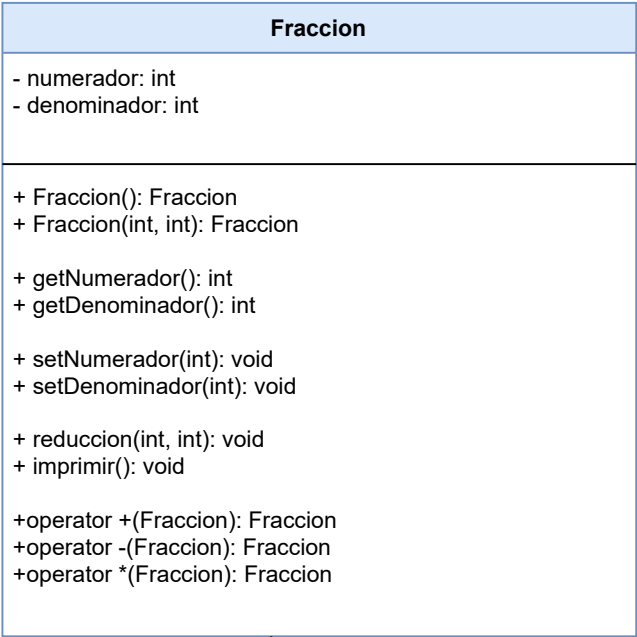 Fraccion
- numerador: int
- denominador: int
+ Fraccion(): Fraccion
+ Fraccion(int, int): Fraccion
+ getNumerador(): int
+ getDenominador(): int
+ setNumerador(int): void
+ setDenominador(int): void
+ reduccion(int, int): void
+ imprimir(): void
+operator +(Fraccion): Fraccion
+operator -(Fraccion): Fraccion
+operator *(Fraccion): Fraccion